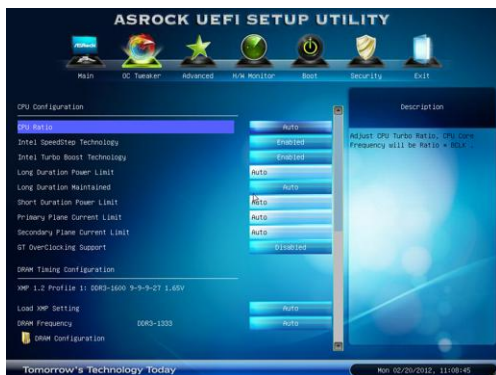 ASROCK UEFI SETUP UTILITY
ASRock
Main OC Tweaker Advanced H/W Monitor Boot Security Exit
CPU Configuration
Description
CPU Ratio Auto
Adjust CPU Turbo Ratio, CPU Core
Frequency will be Ratio * BCLK .
Intel SpeedStep Technology Enabled
Intel Turbo Boost Technology Enabled
Long Duration Power Limit Auto
Long Duration Maintained Auto
Short Duration Power Limit Auto
Primary Plane Current Limit Auto
Secondary Plane Current Limit Auto
GT OverClocking Support Disabled
DRAM Timing Configuration
XMP 1.2 Profile 1: DDR3-1600 9-9-9-27 1.65V
Load XMP Setting Auto
DRAM Frequency DDR3-1333 Auto
DRAM Configuration
Tomorrow's Technology Today
Mon 02/20/2012, 11:08:45